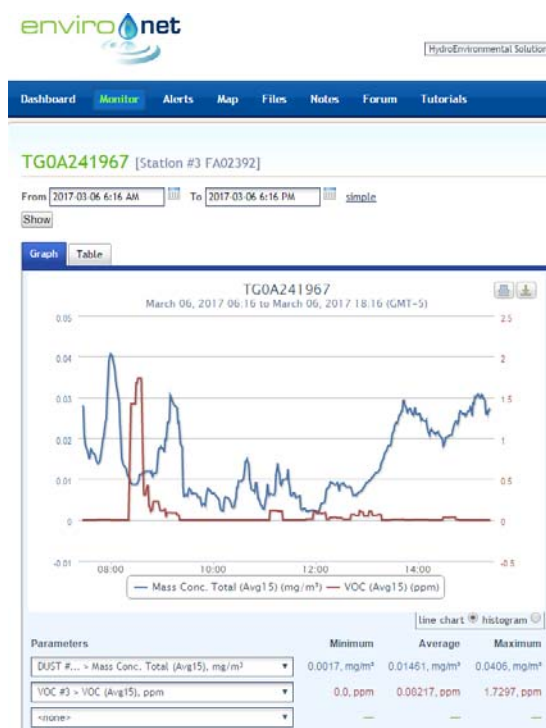 enviro net
HydroEnvironmental Solution
Dashboard Monitor Alerts Map Files Notes Forum Tutorials
TG0A241967 [Station #3 FA02392]
From 2017-03-06 6:16 AM To 2017-03-06 6:16 PM simple
Show
Graph Table
TG0A241967
March 06, 2017 06:16 to March 06, 2017 18:16 (GMT-5)
0.05 2.5
0.04 2
0.03 1.5
0.02 1
0.01 0.5
0 0
-0.01 -0.5
08:00 10:00 12:00 14:00
Mass Conc. Total (Avg15) (mg/m³) VOC (Avg15) (ppm)
line chart histogram
Parameters Minimum Average Maximum
DUST #... > Mass Conc. Total (Avg15), mg/m³ 0.0017, mg/m³ 0.01461, mg/m³ 0.0406, mg/m³
VOC #3 > VOC (Avg15), ppm 0.0, ppm 0.08217, ppm 1.7297, ppm
<none> — — —